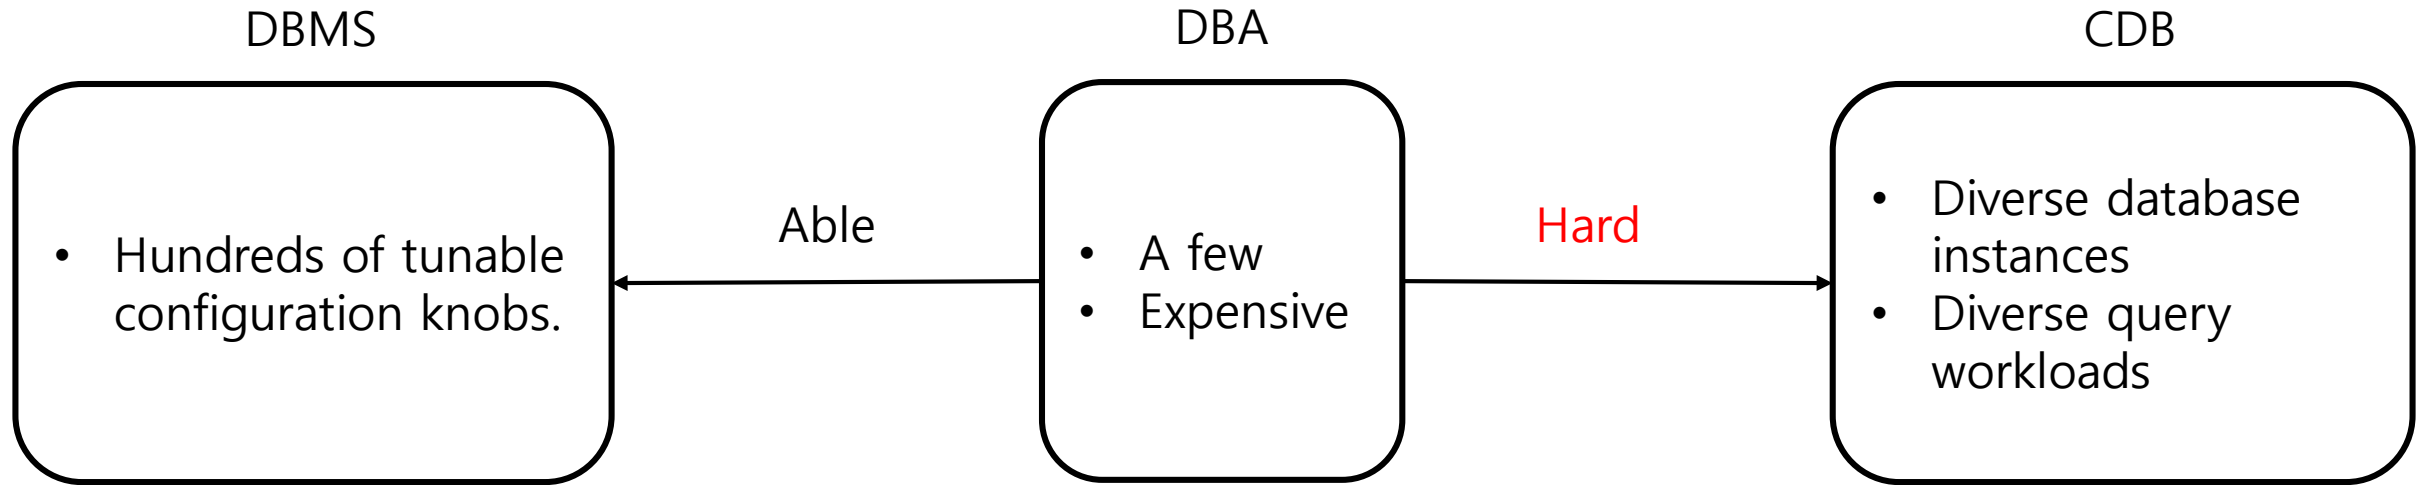 DBMS
DBA
CDB
• Hundreds of tunable
configuration knobs.
Able
• A few
• Expensive
Hard
• Diverse database
instances
• Diverse query
workloads